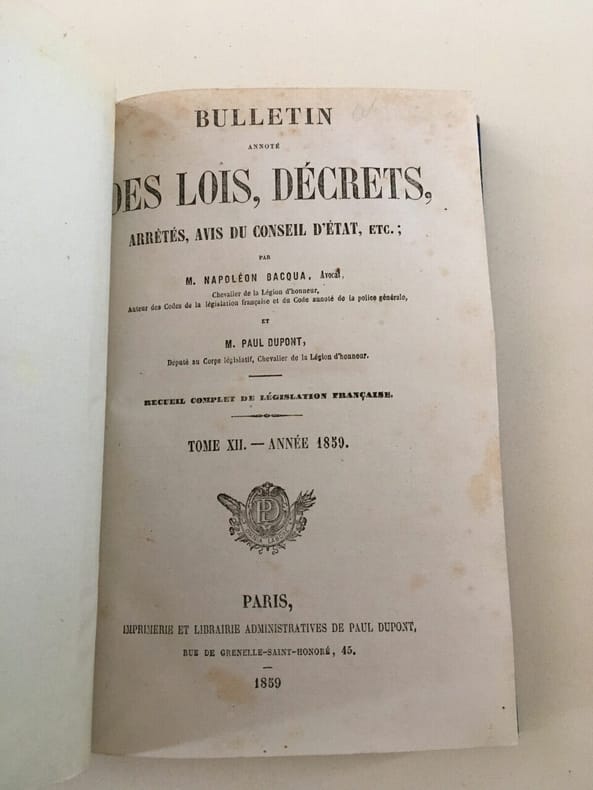 BULLETIN
ANNOTÉ
DES LOIS, DÉCRETS,
ARRÊTÉS, AVIS DU CONSEIL D'ÉTAT, ETC.;
PAR
M. NAPOLÉON BACQUA, Avocat,
Chevalier de la Légion d'honneur,
Auteur des Codes de la législation française et du Code annoté de la police générale,
ET
M. PAUL DUPONT,
Député au Corps législatif, Chevalier de la Légion d'honneur.
RECUEIL COMPLET DE LÉGISLATION FRANÇAISE.
TOME XII. — ANNÉE 1859.
PD
OMNIA LABOR
PARIS,
IMPRIMERIE ET LIBRAIRIE ADMINISTRATIVES DE PAUL DUPONT,
RUE DE GRENELLE-SAINT-HONORÉ, 45.
1859